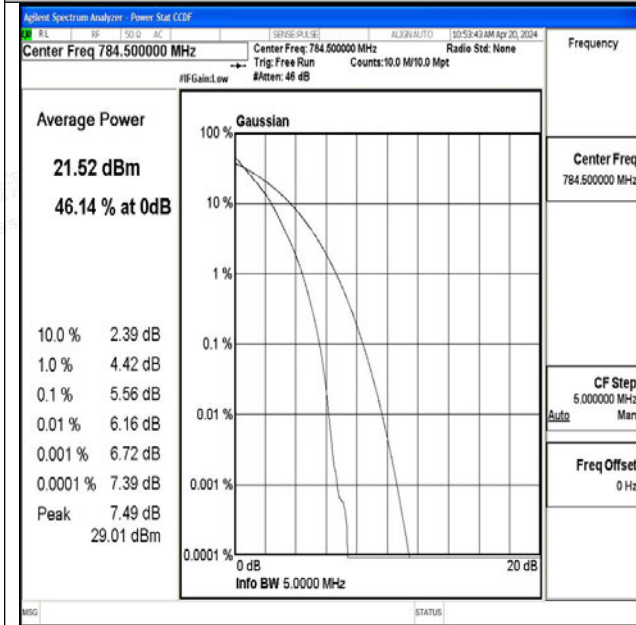 Agilent Spectrum Analyzer - Power Stat CCDF
RL RF 50 Ω AC SENSE:PULSE ALIGNAUTO 10:53:43 AM Apr 20, 2024
Center Freq 784.500000 MHz
Center Freq: 784.500000 MHz Radio Std: None
Trig: Free Run Counts:10.0 M/10.0 Mpt
#IFGain:Low #Atten: 46 dB
Frequency
Average Power
21.52 dBm
46.14 % at 0dB
10.0 % 2.39 dB
1.0 % 4.42 dB
0.1 % 5.56 dB
0.01 % 6.16 dB
0.001 % 6.72 dB
0.0001 % 7.39 dB
Peak 7.49 dB
29.01 dBm
Gaussian
100 %
10 %
1 %
0.1 %
0.01 %
0.001 %
0.0001 %
0 dB 20 dB
Info BW 5.0000 MHz
Center Freq
784.500000 MHz
CF Step
5.000000 MHz
Auto Man
Freq Offset
0 Hz
MSG STATUS